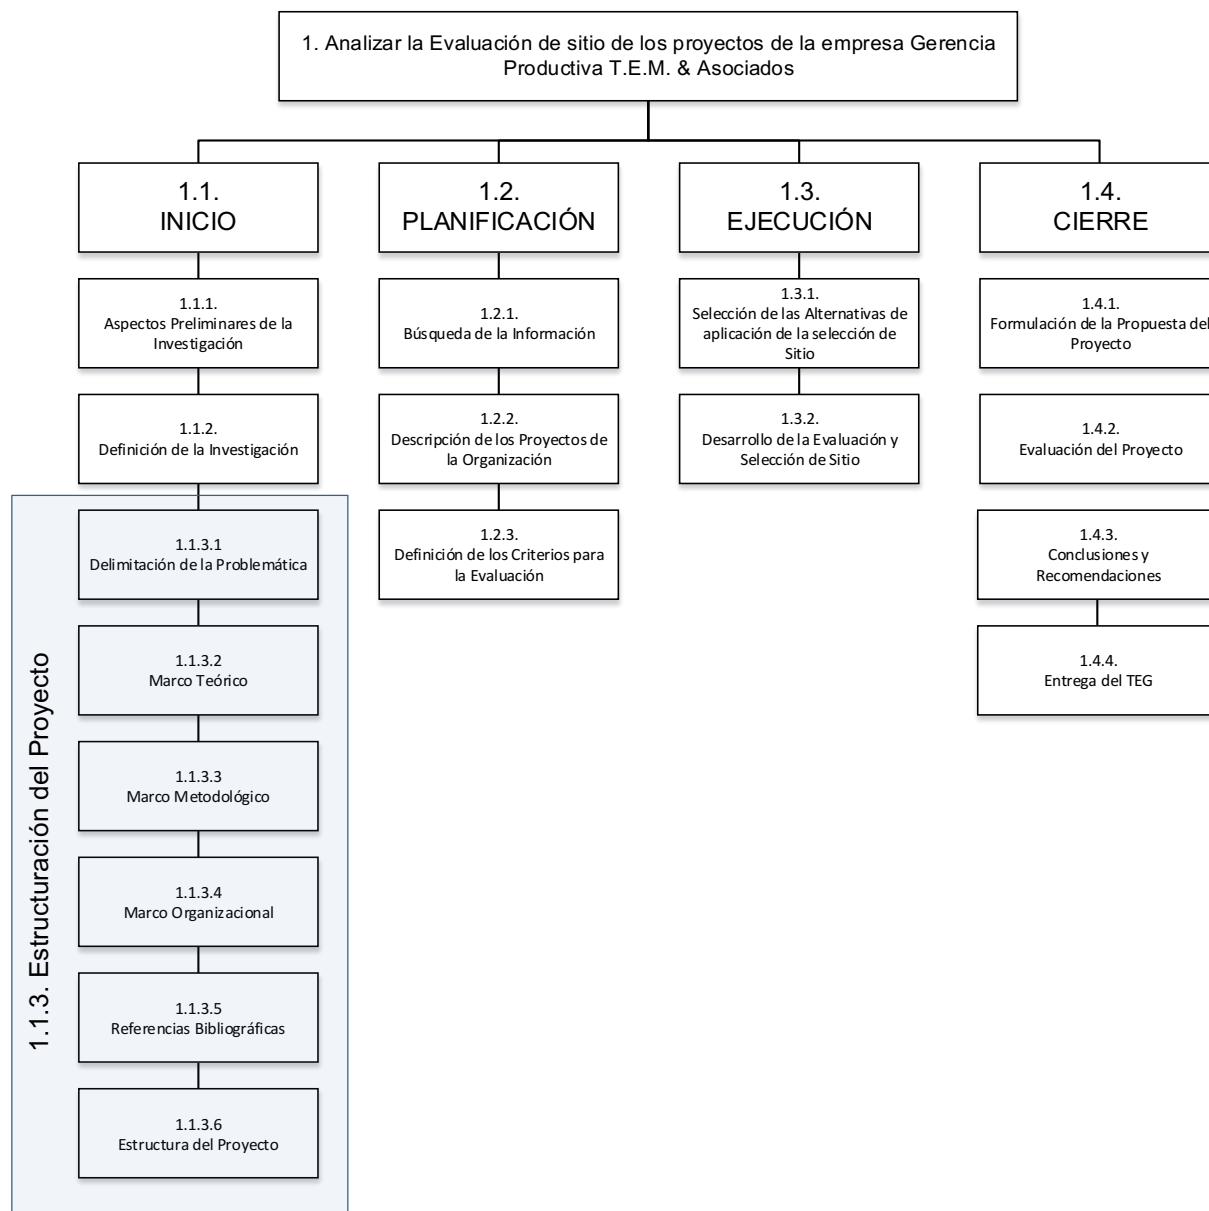 1. Analizar la Evaluación de sitio de los proyectos de la empresa Gerencia
Productiva T.E.M. & Asociados
1.1.
INICIO
1.1.1.
Aspectos Preliminares de la
Investigación
1.1.2.
Definición de la Investigación
1.1.3. Estructuración del Proyecto
1.1.3.1
Delimitación de la Problemática
1.1.3.2
Marco Teórico
1.1.3.3
Marco Metodológico
1.1.3.4
Marco Organizacional
1.1.3.5
Referencias Bibliográficas
1.1.3.6
Estructura del Proyecto
1.2.
PLANIFICACIÓN
1.2.1.
Búsqueda de la Información
1.2.2.
Descripción de los Proyectos de
la Organización
1.2.3.
Definición de los Criterios para
la Evaluación
1.3.
EJECUCIÓN
1.3.1.
Selección de las Alternativas de
aplicación de la selección de
Sitio
1.3.2.
Desarrollo de la Evaluación y
Selección de Sitio
1.4.
CIERRE
1.4.1.
Formulación de la Propuesta del
Proyecto
1.4.2.
Evaluación del Proyecto
1.4.3.
Conclusiones y
Recomendaciones
1.4.4.
Entrega del TEG